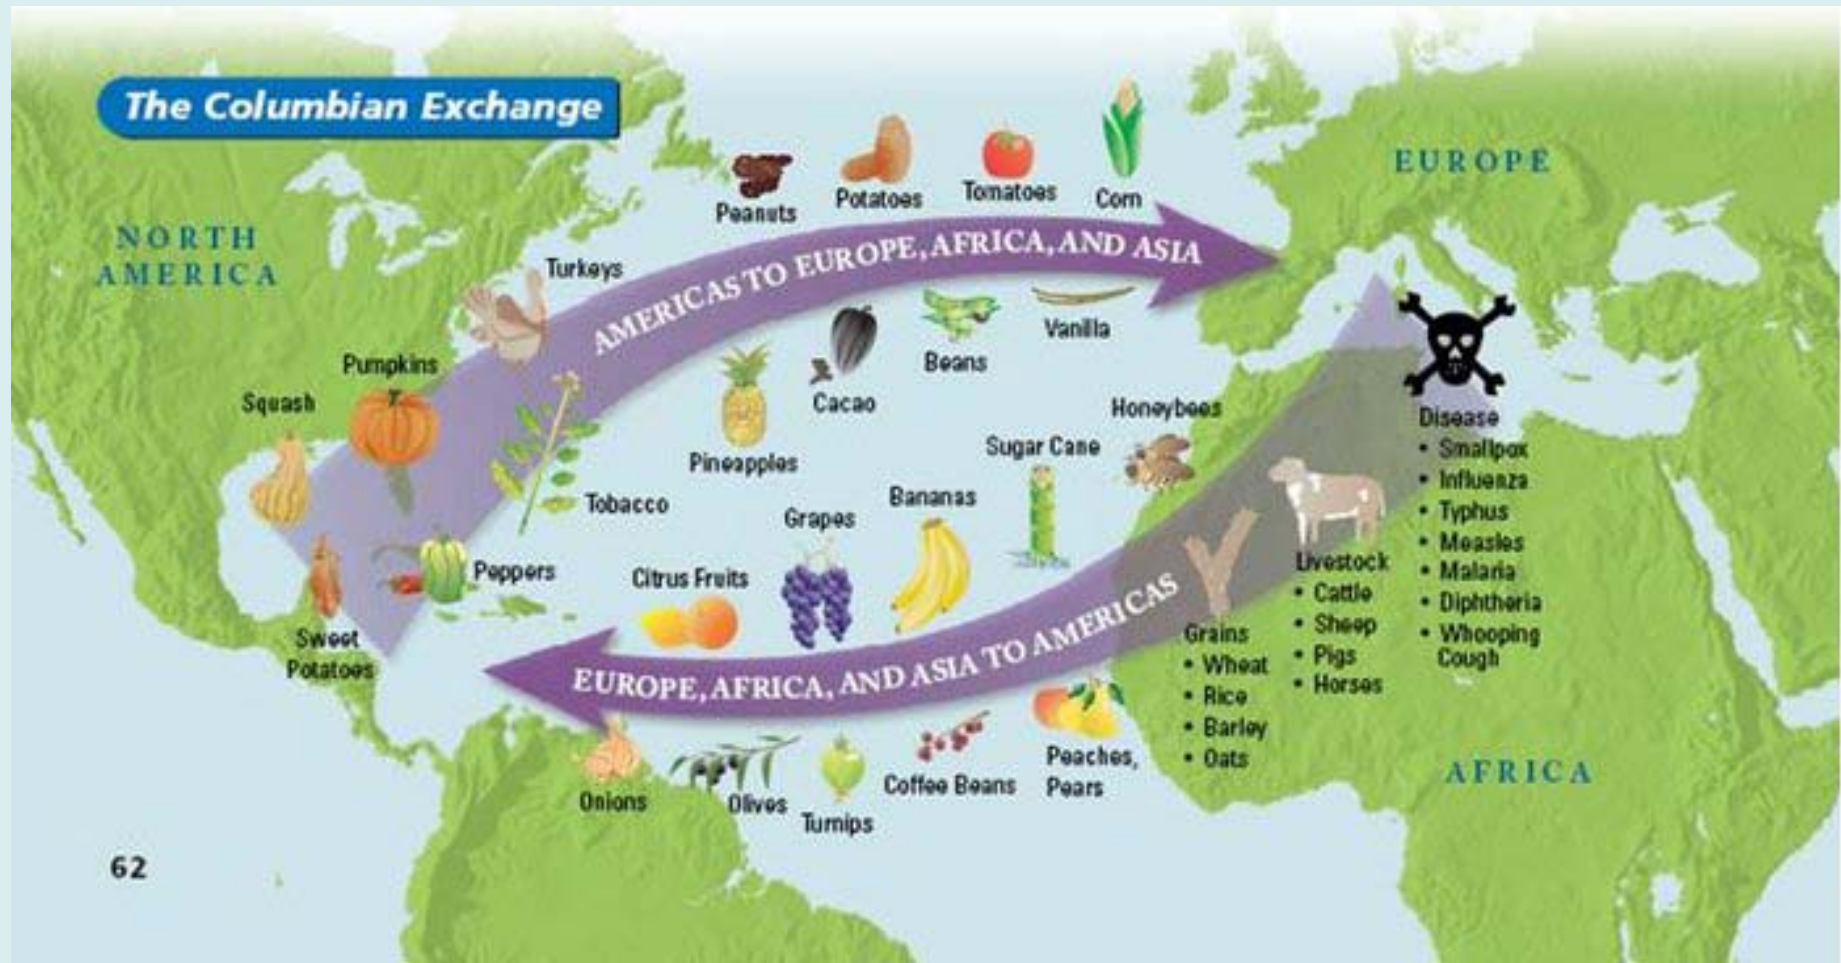 The Columbian Exchange
NORTH
AMERICA
EUROPE
AFRICA
Peanuts
Potatoes
Tomatoes
Corn
AMERICAS TO EUROPE, AFRICA, AND ASIA
Turkeys
Pumpkins
Squash
Vanilla
Beans
Cacao
Pineapples
Tobacco
Peppers
Sweet
Potatoes
Honeybees
Sugar Cane
Bananas
Grapes
Citrus Fruits
EUROPE, AFRICA, AND ASIA TO AMERICAS
Onions
Olives
Turnips
Coffee Beans
Peaches,
Pears
Grains
• Wheat
• Rice
• Barley
• Oats
Livestock
• Cattle
• Sheep
• Pigs
• Horses
Disease
• Smallpox
• Influenza
• Typhus
• Measles
• Malaria
• Diphtheria
• Whooping
Cough
62